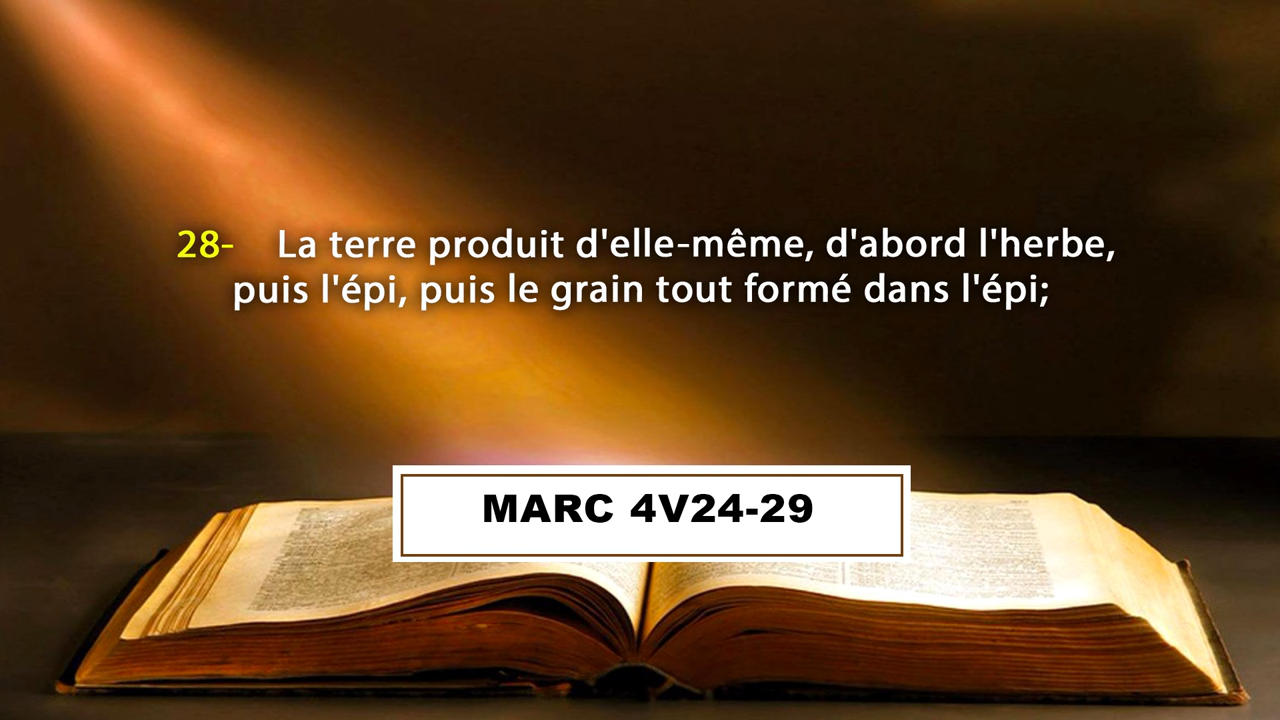 28- La terre produit d'elle-même, d'abord l'herbe,
puis l'épi, puis le grain tout formé dans l'épi;
MARC 4V24-29